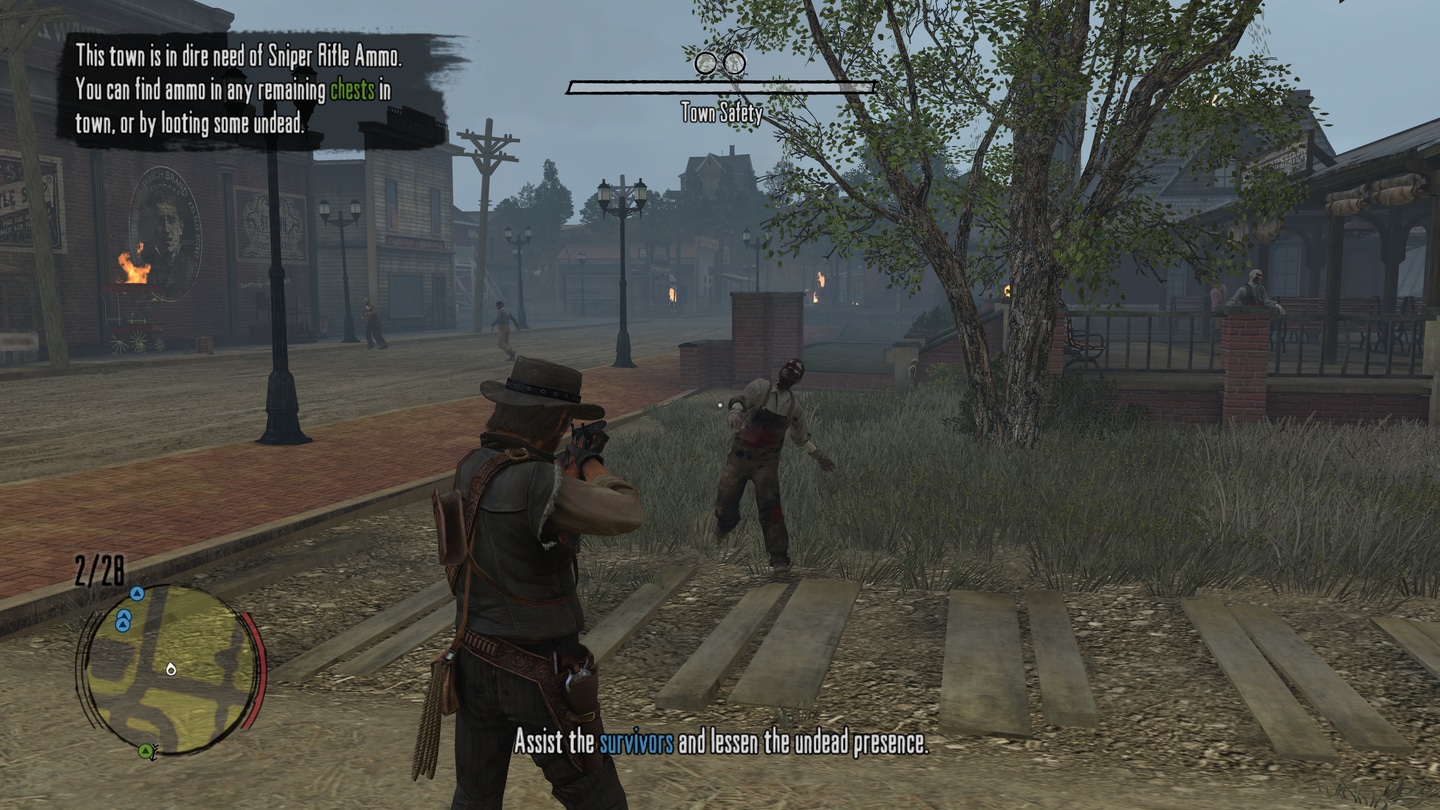 This town is in dire need of Sniper Rifle Ammo.
You can find ammo in any remaining chests in
town, or by looting some undead.
Town Safety
2/28
Assist the survivors and lessen the undead presence.